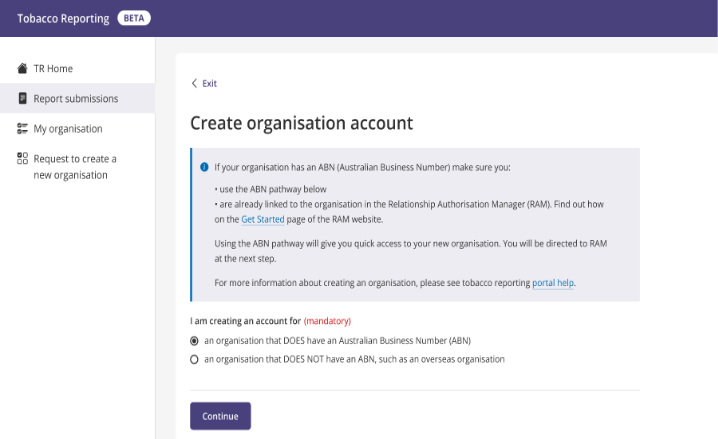 Tobacco Reporting BETA
TR Home
Report submissions
My organisation
Request to create a
new organisation
Exit
Create organisation account
If your organisation has an ABN (Australian Business Number) make sure you:
• use the ABN pathway below
• are already linked to the organisation in the Relationship Authorisation Manager (RAM). Find out how
on the Get Started page of the RAM website.
Using the ABN pathway will give you quick access to your new organisation. You will be directed to RAM
at the next step.
For more information about creating an organisation, please see tobacco reporting portal help.
I am creating an account for (mandatory)
an organisation that DOES have an Australian Business Number (ABN)
an organisation that DOES NOT have an ABN, such as an overseas organisation
Continue